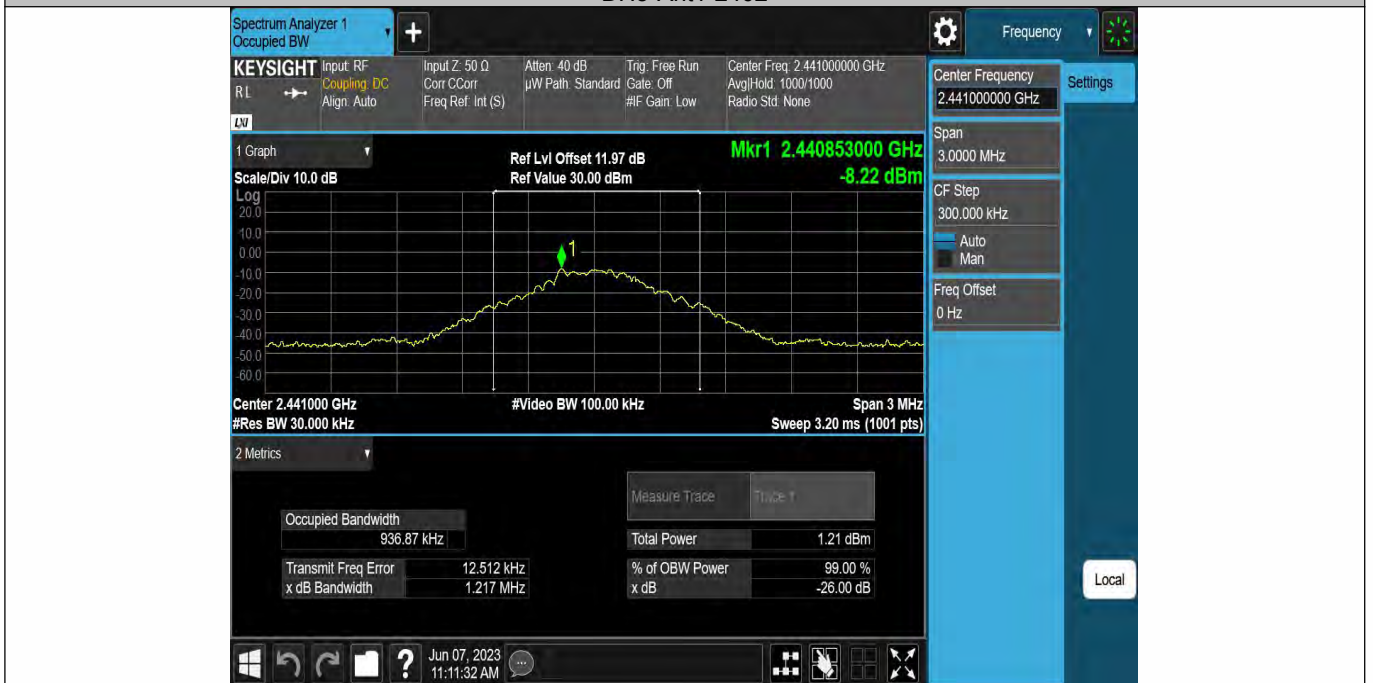 Spectrum Analyzer 1
Occupied BW
Frequency
KEYSIGHT
RL
LXI
Input: RF
Coupling: DC
Align: Auto
Input Z: 50 Ω
Corr CCorr
Freq Ref: Int (S)
Atten: 40 dB
µW Path: Standard
Trig: Free Run
Gate: Off
#IF Gain: Low
Center Freq: 2.441000000 GHz
Avg|Hold: 1000/1000
Radio Std: None
Center Frequency
2.441000000 GHz
Settings
Span
3.0000 MHz
CF Step
300.000 kHz
Auto
Man
Freq Offset
0 Hz
1 Graph
Scale/Div 10.0 dB
Ref Lvl Offset 11.97 dB
Ref Value 30.00 dBm
Mkr1 2.440853000 GHz
-8.22 dBm
Log
20.0
10.0
0.00
-10.0
-20.0
-30.0
-40.0
-50.0
-60.0
1
Center 2.441000 GHz
#Video BW 100.00 kHz
Span 3 MHz
#Res BW 30.000 kHz
Sweep 3.20 ms (1001 pts)
2 Metrics
Measure Trace
Trace 1
Occupied Bandwidth
936.87 kHz
Total Power
1.21 dBm
Transmit Freq Error
12.512 kHz
% of OBW Power
99.00 %
x dB Bandwidth
1.217 MHz
x dB
-26.00 dB
Local
Jun 07, 2023
11:11:32 AM